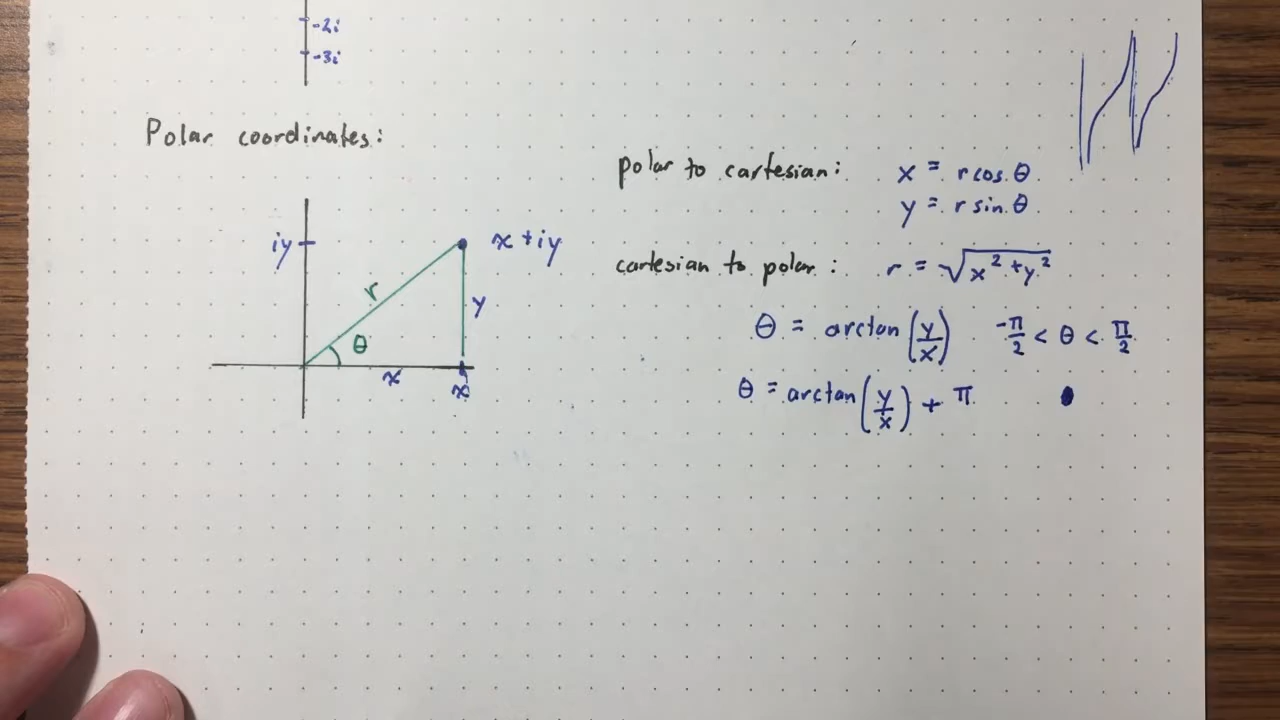 -2i
-3i
Polar coordinates:
polar to cartesian: x = r cos θ
y = r sin θ
iy
x + iy
cartesian to polar: r = √(x² + y²)
r
y
θ = arctan(y/x) -π/2 < θ < π/2
θ
x
x
θ = arctan(y/x) + π